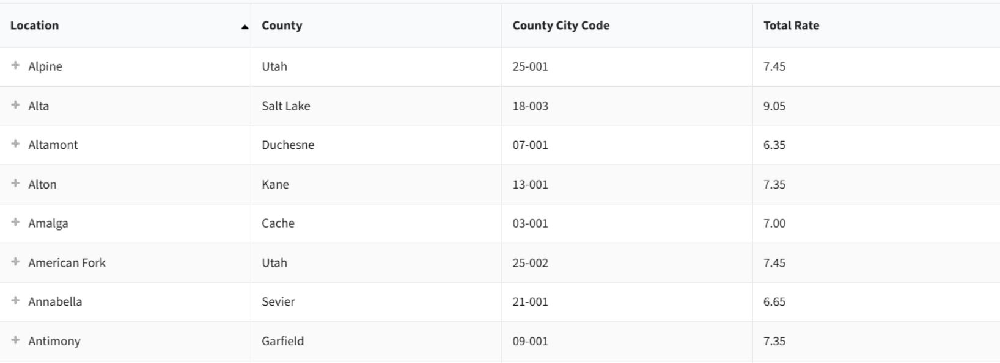 Location County County City Code Total Rate
Alpine Utah 25-001 7.45
Alta Salt Lake 18-003 9.05
Altamont Duchesne 07-001 6.35
Alton Kane 13-001 7.35
Amalga Cache 03-001 7.00
American Fork Utah 25-002 7.45
Annabella Sevier 21-001 6.65
Antimony Garfield 09-001 7.35